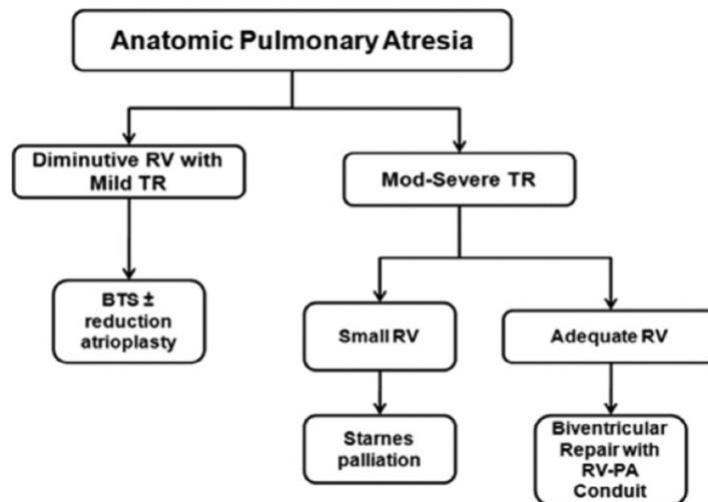 Anatomic Pulmonary Atresia
Diminutive RV with
Mild TR
Mod-Severe TR
BTS ±
reduction
atrioplasty
Small RV
Adequate RV
Starnes
palliation
Biventricular
Repair with
RV-PA
Conduit